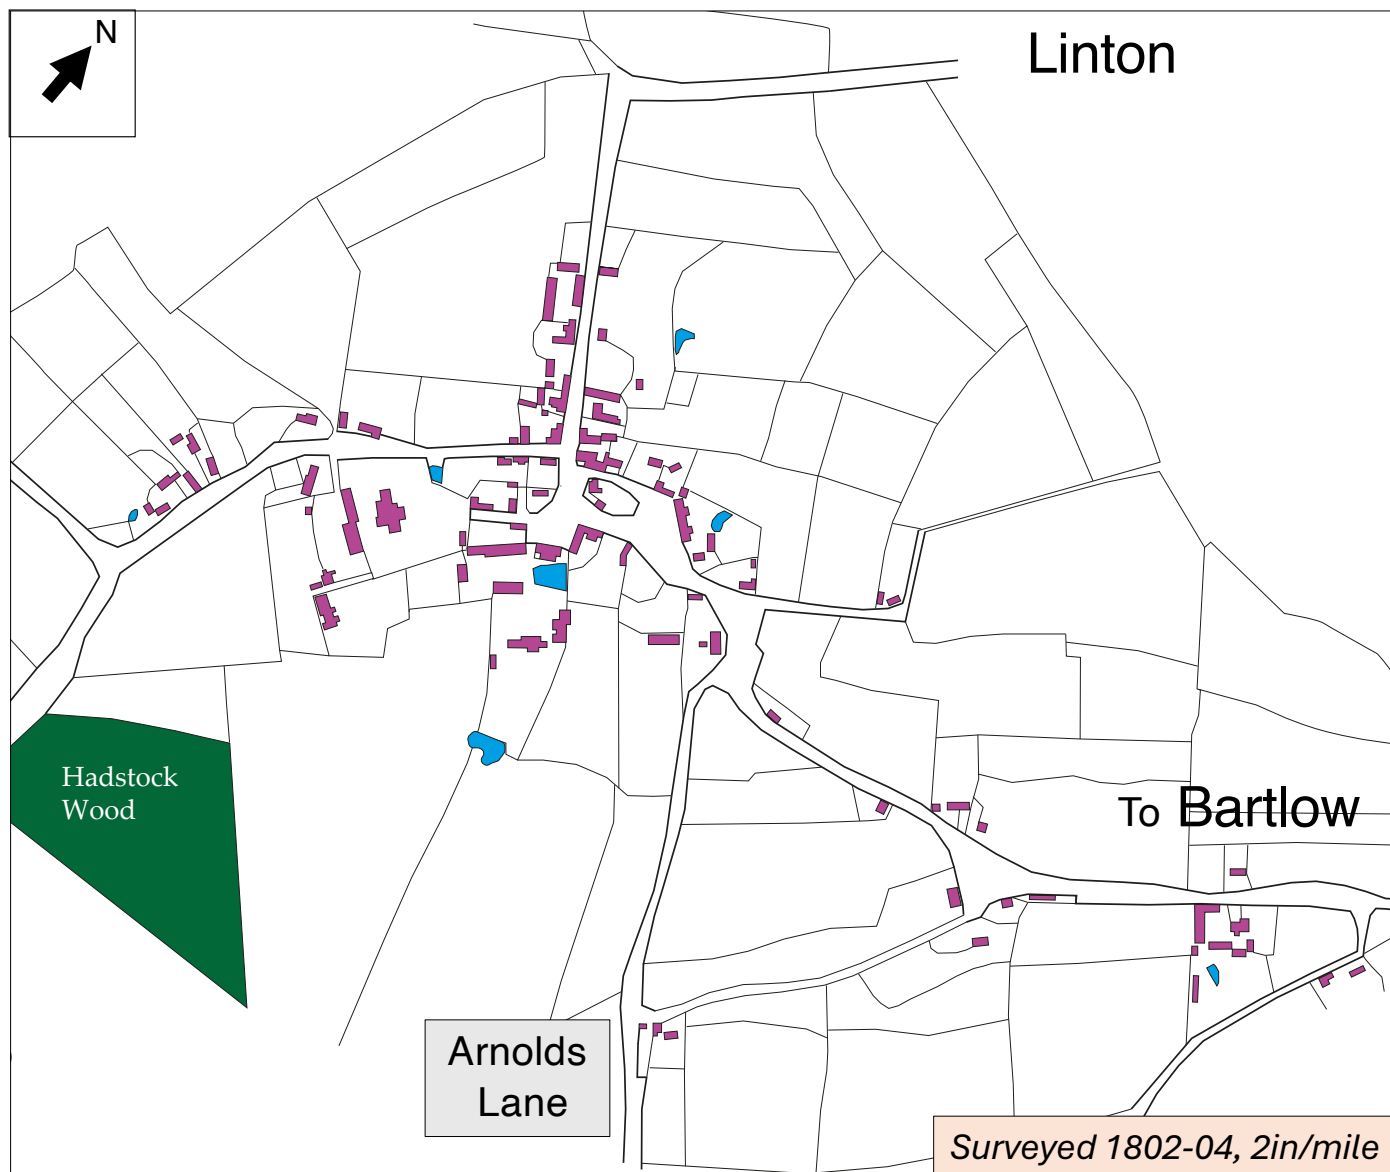 N
Linton
Hadstock
Wood
To Bartlow
Arnolds
Lane
Surveyed 1802-04, 2in/mile